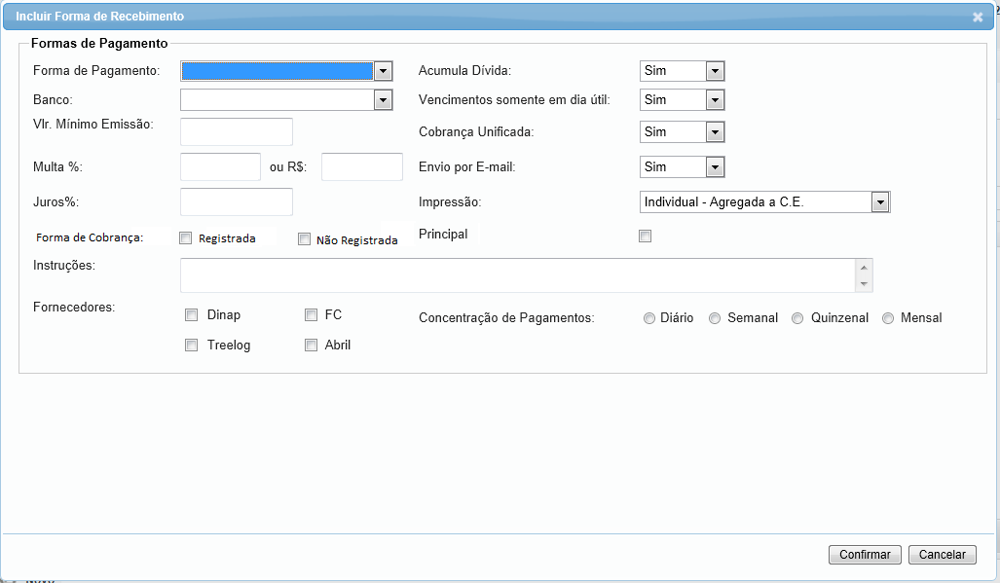 Incluir Forma de Recebimento
Formas de Pagamento
Forma de Pagamento: Acumula Dívida: Sim
Banco: Vencimentos somente em dia útil: Sim
Vlr. Mínimo Emissão: Cobrança Unificada: Sim
Multa %: ou R$: Envio por E-mail: Sim
Juros%: Impressão: Individual - Agregada a C.E.
Forma de Cobrança: Registrada Não Registrada Principal
Instruções:
Fornecedores: Dinap FC Concentração de Pagamentos: Diário Semanal Quinzenal Mensal
Treelog Abril
Confirmar Cancelar